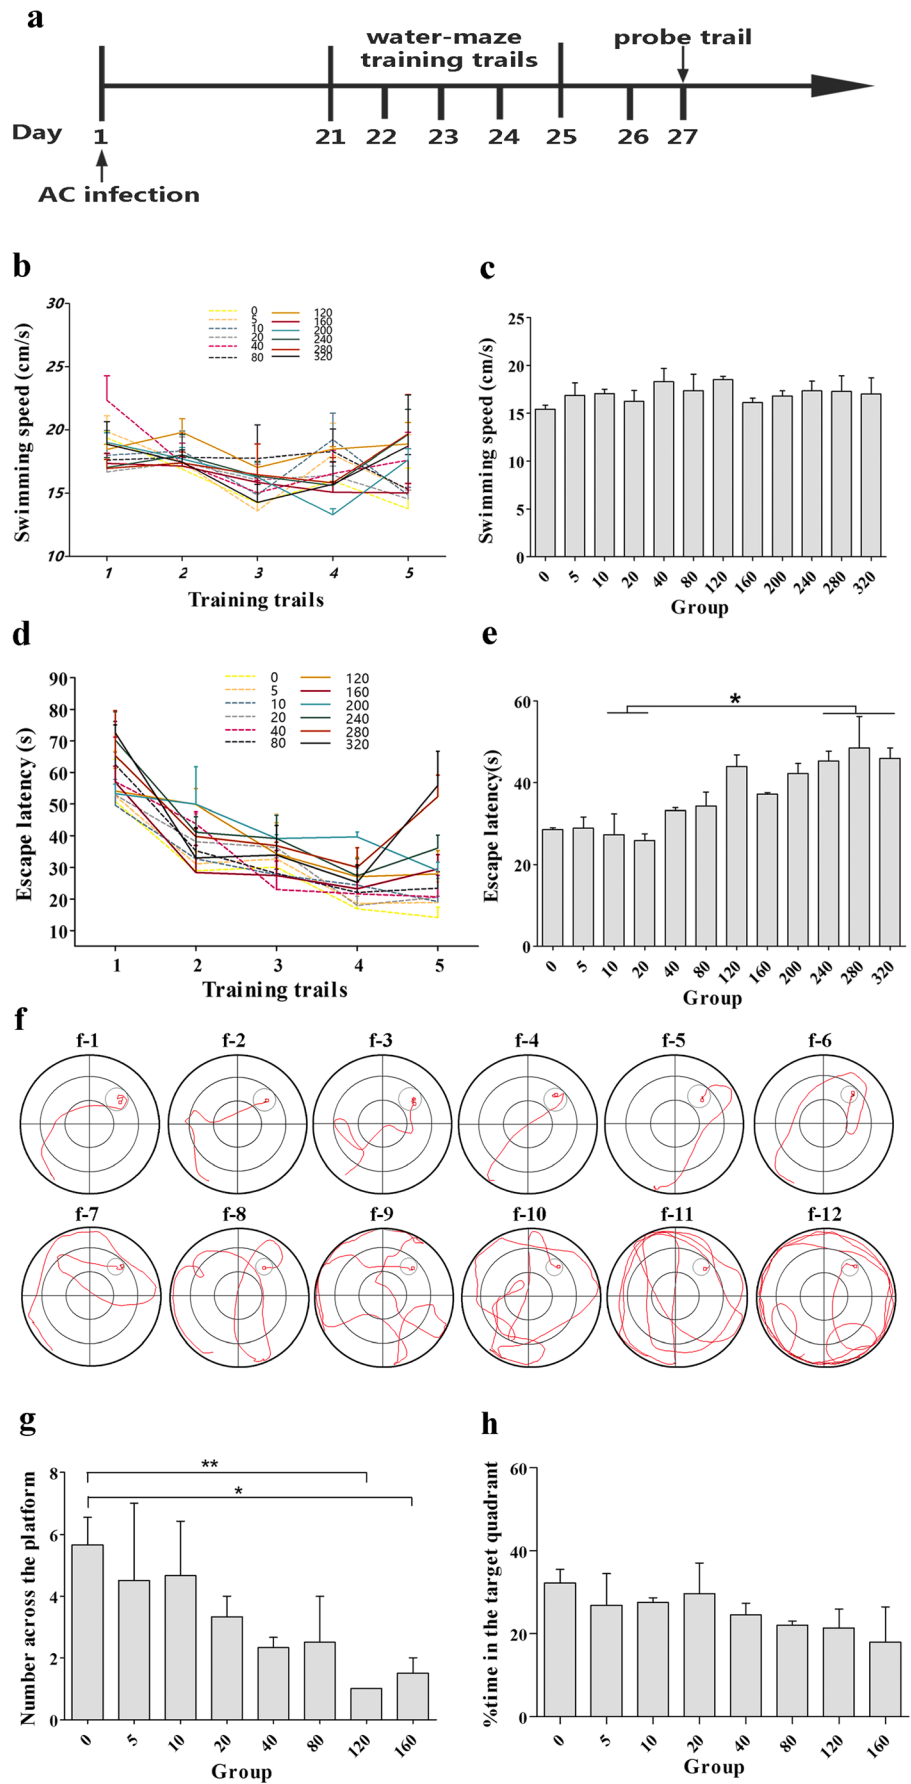 a
water-maze
training trails
probe trail
Day 1 21 22 23 24 25 26 27
AC infection
b
Swimming speed (cm/s)
30
25
20
15
10
0
5
10
20
40
80
120
160
200
240
280
320
1 2 3 4 5
Training trails
c
Swimming speed (cm/s)
25
20
15
10
5
0
0 5 10 20 40 80 120 160 200 240 280 320
Group
d
Escape latency (s)
90
80
70
60
50
40
30
20
10
0
5
10
20
40
80
120
160
200
240
280
320
1 2 3 4 5
Training trails
e
Escape latency(s)
60
40
20
0
*
0 5 10 20 40 80 120 160 200 240 280 320
Group
f
f-1 f-2 f-3 f-4 f-5 f-6
f-7 f-8 f-9 f-10 f-11 f-12
g
Number across the platform
8
6
4
2
0
**
*
0 5 10 20 40 80 120 160
Group
h
%time in the target quadrant
60
40
20
0
0 5 10 20 40 80 120 160
Group